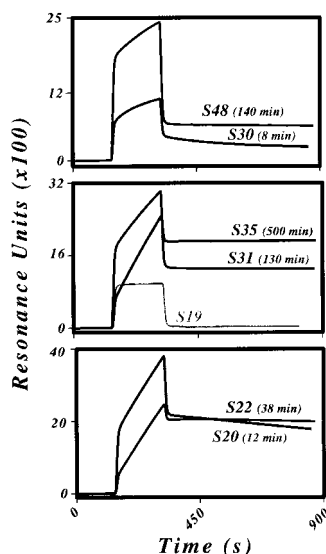 Resonance Units (x100)
25
12
0
S48 (140 min)
S30 (8 min)
32
16
0
S35 (500 min)
S31 (130 min)
S19
40
20
0
S22 (38 min)
S20 (12 min)
0 450 900
Time (s)